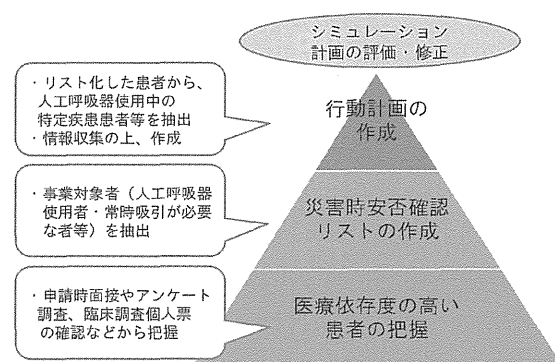 シミュレーション
計画の評価・修正
・リスト化した患者から、
人工呼吸器使用中の
特定疾患患者等を抽出
・情報収集の上、作成
行動計画の
作成
・事業対象者（人工呼吸器
使用者・常時吸引が必要
な者等）を抽出
災害時安否確認
リストの作成
・申請時面接やアンケート
調査、臨床調査個人票
の確認などから把握
医療依存度の高い
患者の把握